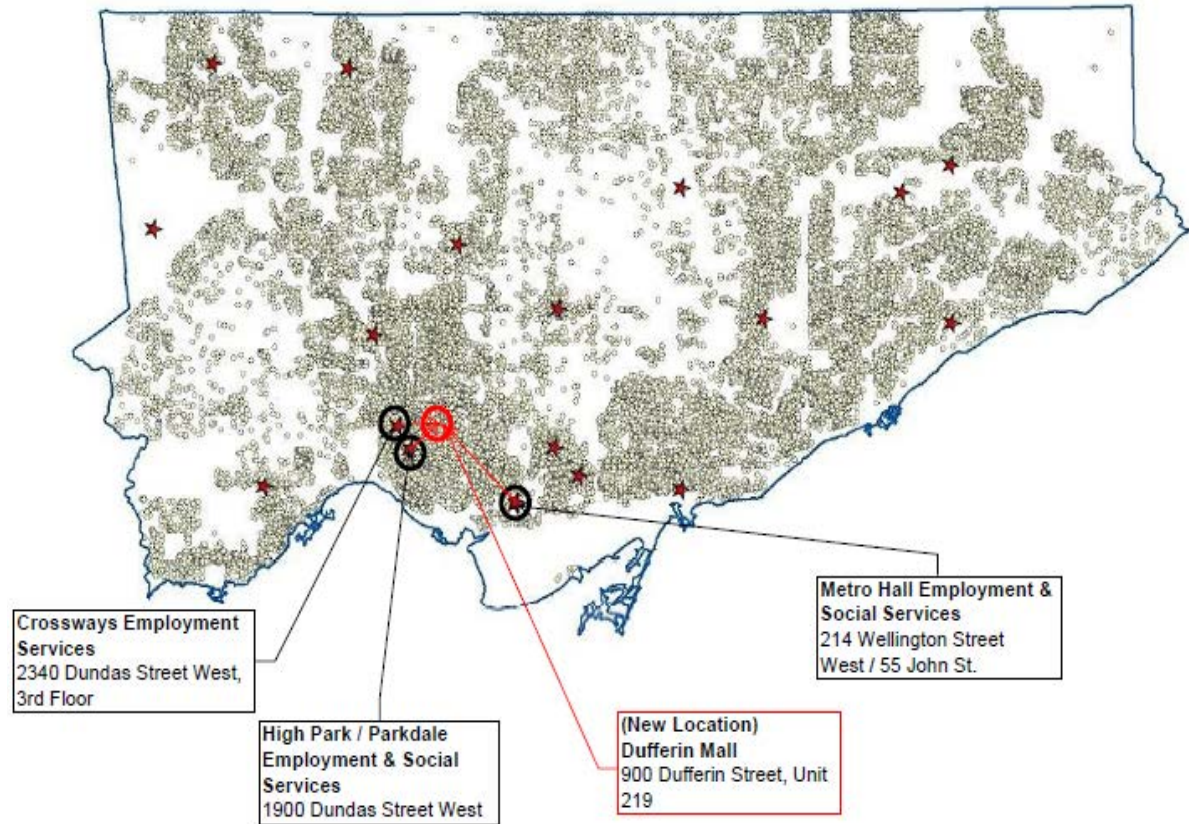 Crossways Employment
Services
2340 Dundas Street West,
3rd Floor
High Park / Parkdale
Employment & Social
Services
1900 Dundas Street West
(New Location)
Dufferin Mall
900 Dufferin Street, Unit
219
Metro Hall Employment &
Social Services
214 Wellington Street
West / 55 John St.